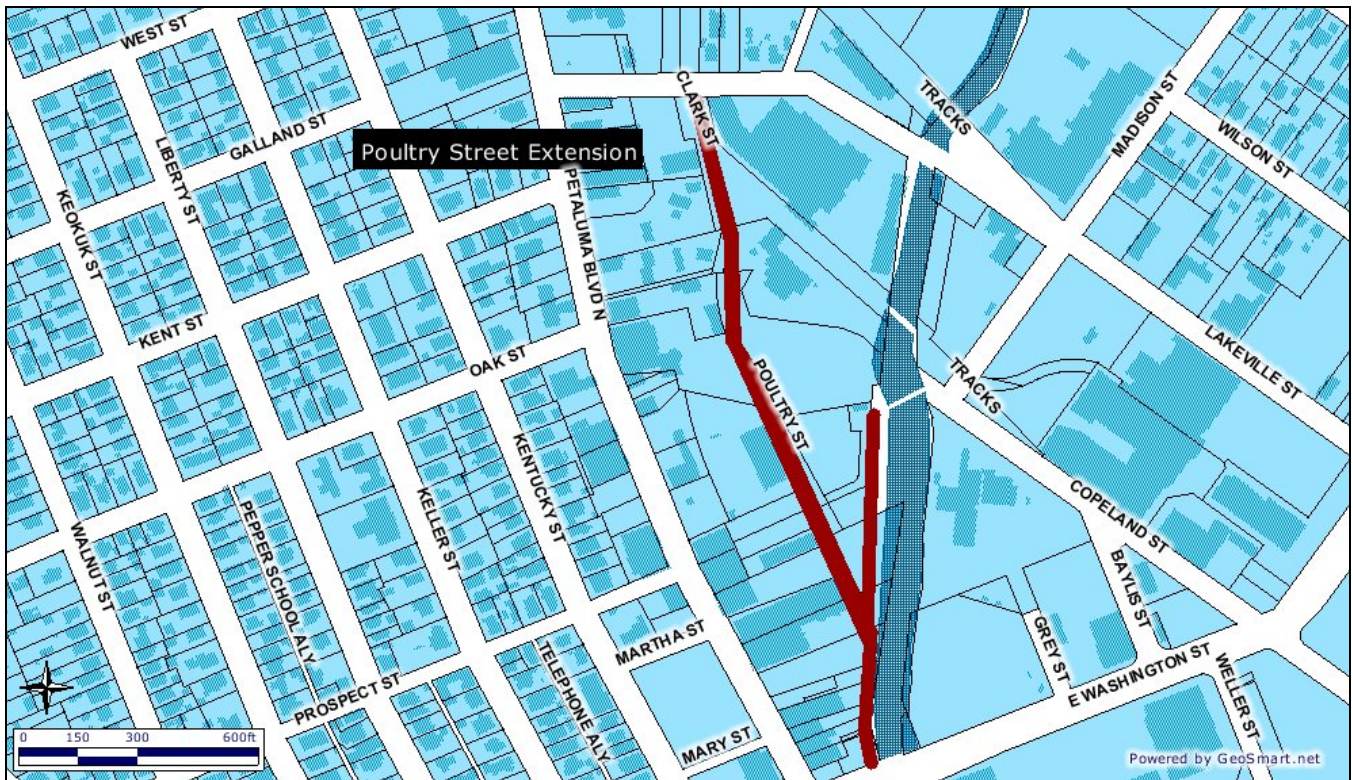 WEST ST
CLARK ST
TRACKS
MADISON ST
WILSON ST
GALLAND ST
LIBERTY ST
Poultry Street Extension
KEOKUK ST
PETALUMA BLVD N
KENT ST
OAK ST
POULTRY ST
TRACKS
LAKEVILLE ST
KENTUCKY ST
KELLER ST
COPELAND ST
WALNUT ST
PEPPER SCHOOL ALY
BAYLIS ST
MARTHA ST
GREY ST
TELEPHONE ALY
PROSPECT ST
E WASHINGTON ST
WELLER ST
MARY ST
0 150 300 600ft
Powered by GeoSmart.net